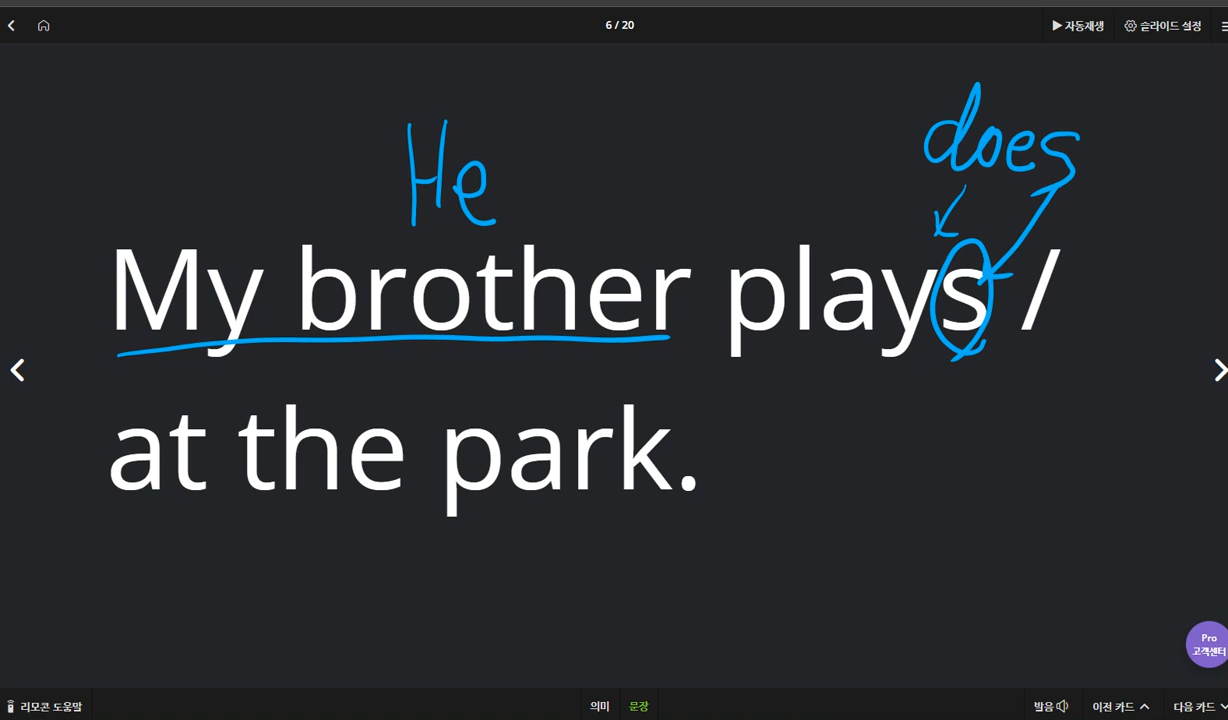 6 / 20
자동재생
슬라이드 설정
does
He
My brother plays /
at the park.
Pro
고객센터
리모콘 도움말
의미
문장
발음
이전 카드
다음 카드